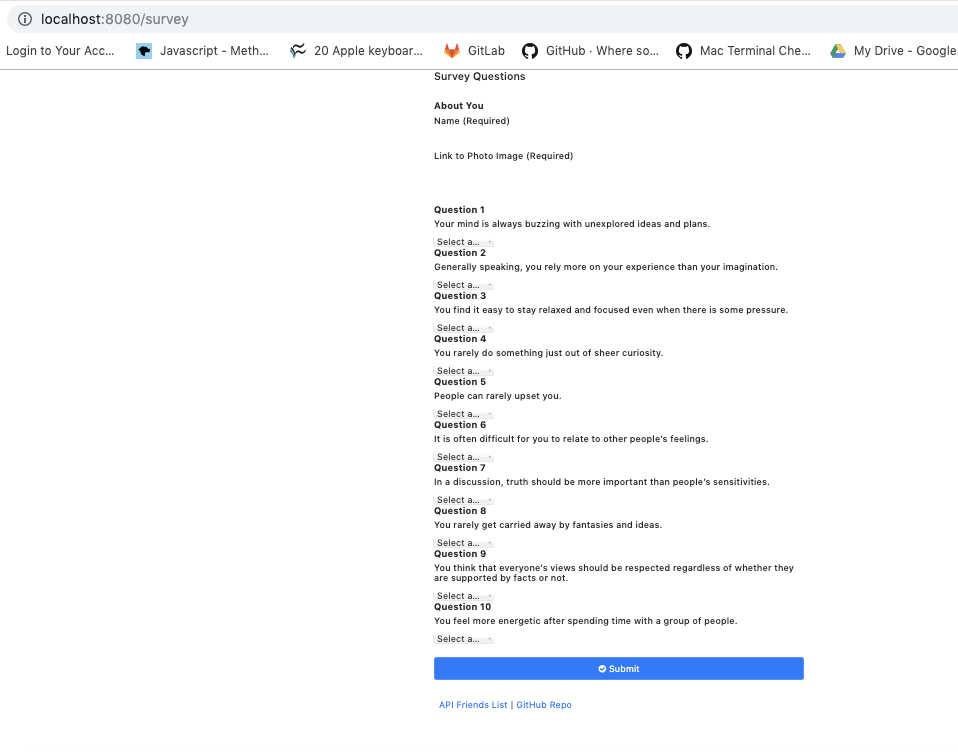 localhost:8080/survey
Login to Your Acc... Javascript - Meth... 20 Apple keyboar... GitLab GitHub · Where so... Mac Terminal Che... My Drive - Google
Survey Questions
About You
Name (Required)
Link to Photo Image (Required)
Question 1
Your mind is always buzzing with unexplored ideas and plans.
Select a...
Question 2
Generally speaking, you rely more on your experience than your imagination.
Select a...
Question 3
You find it easy to stay relaxed and focused even when there is some pressure.
Select a...
Question 4
You rarely do something just out of sheer curiosity.
Select a...
Question 5
People can rarely upset you.
Select a...
Question 6
It is often difficult for you to relate to other people's feelings.
Select a...
Question 7
In a discussion, truth should be more important than people's sensitivities.
Select a...
Question 8
You rarely get carried away by fantasies and ideas.
Select a...
Question 9
You think that everyone's views should be respected regardless of whether they
are supported by facts or not.
Select a...
Question 10
You feel more energetic after spending time with a group of people.
Select a...
Submit
API Friends List | GitHub Repo